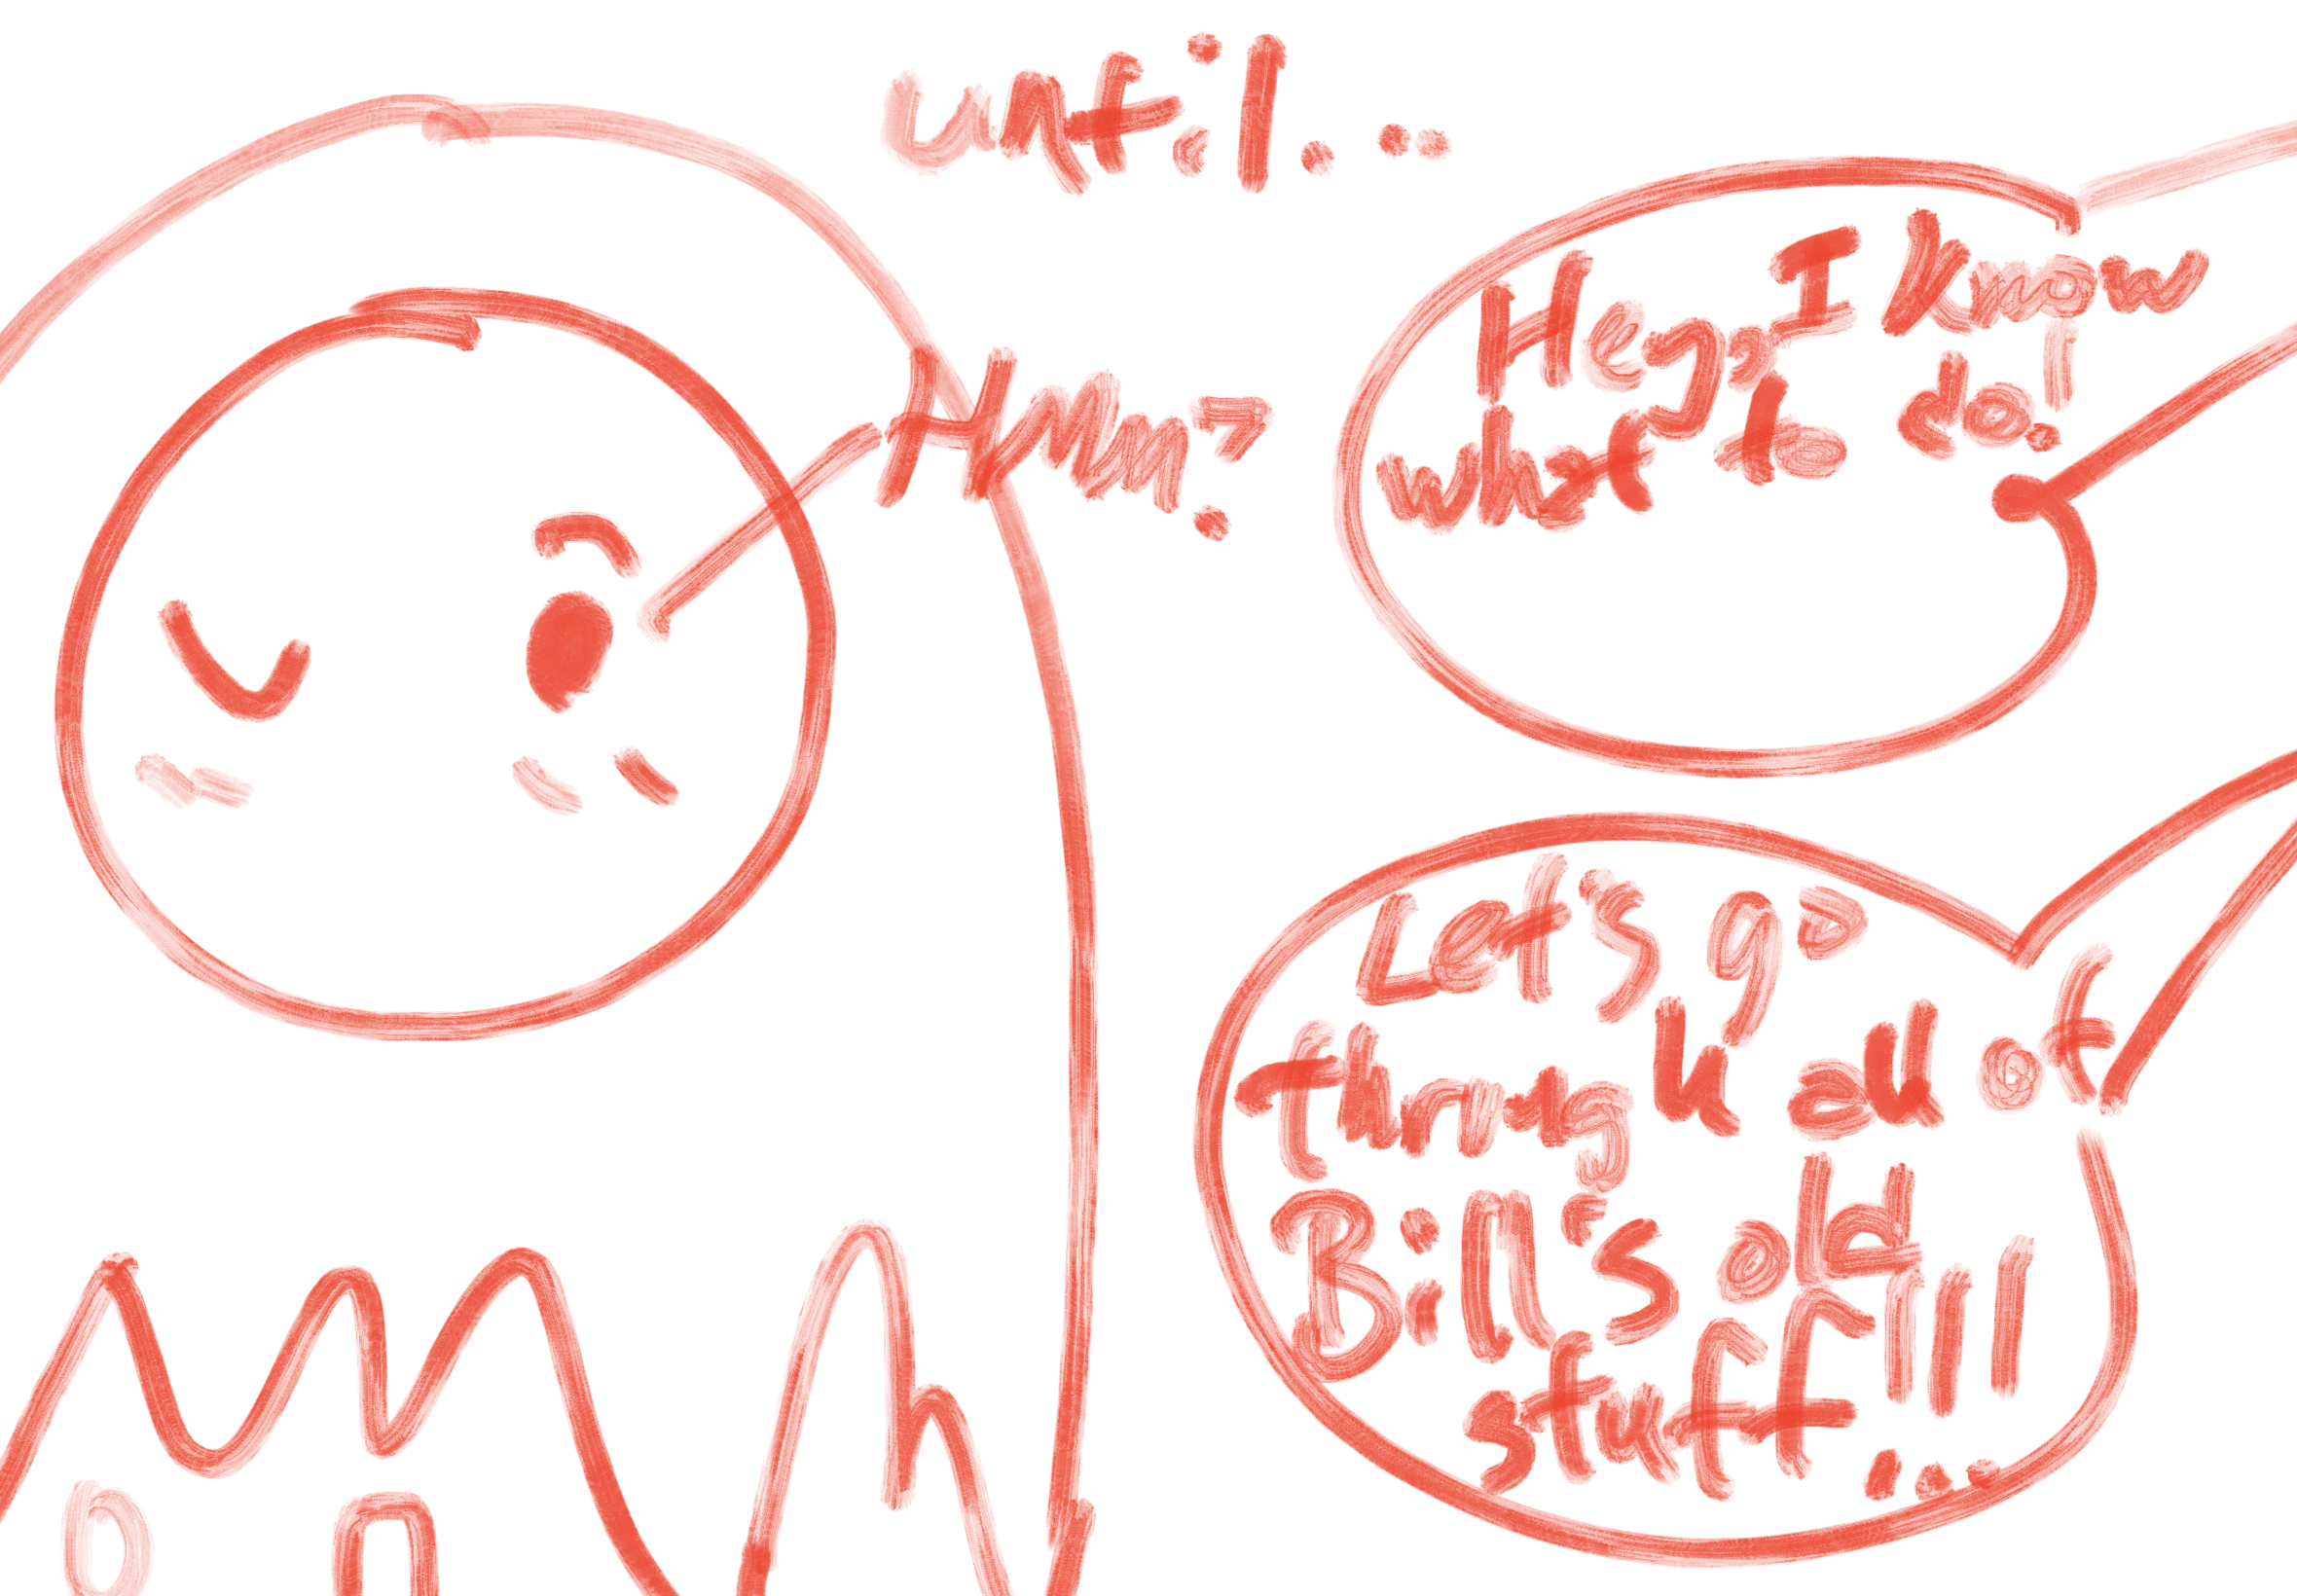 until...
Hmm?
Hey, I know
what to do!
Let's go
through all of
Bill's old
stuff!!!